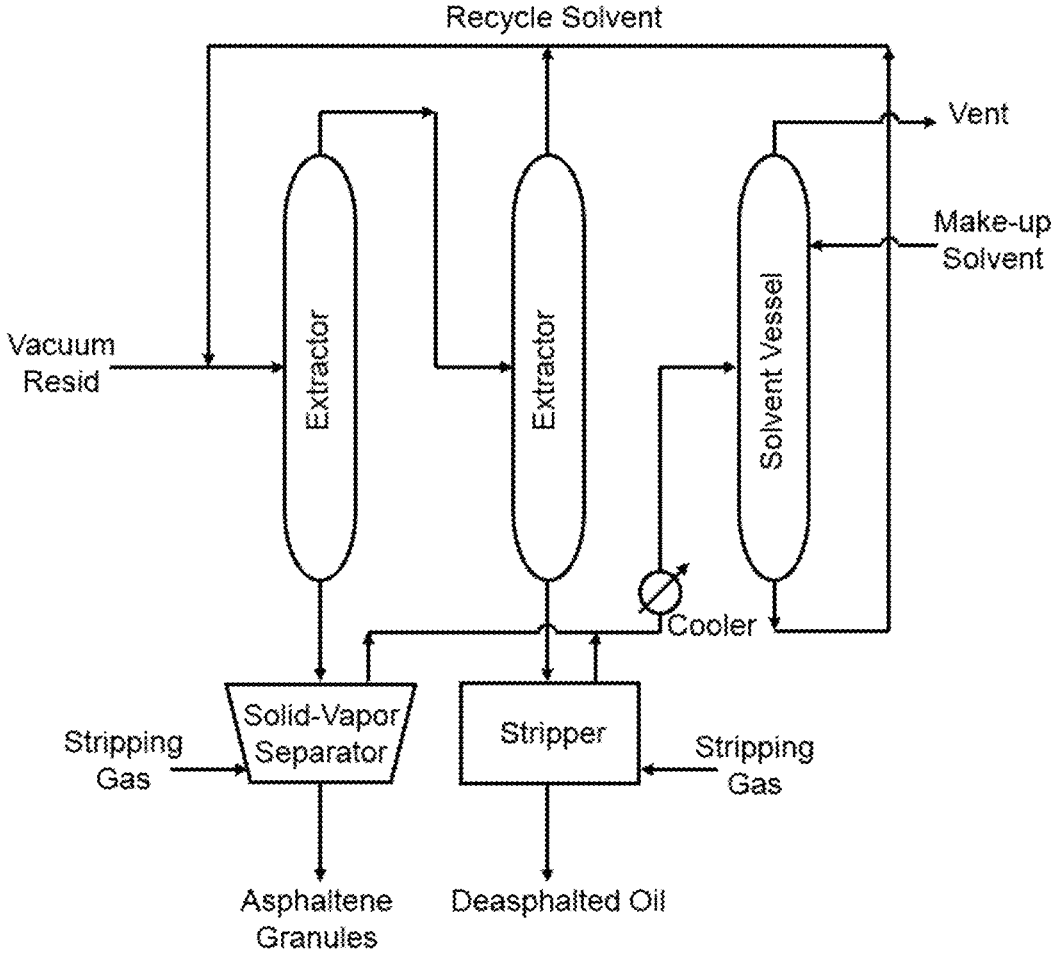 Recycle Solvent
Vent
Make-up
Solvent
Vacuum
Resid
Extractor
Extractor
Solvent Vessel
Cooler
Solid-Vapor
Separator
Stripper
Stripping
Gas
Stripping
Gas
Asphaltene
Granules
Deasphalted Oil